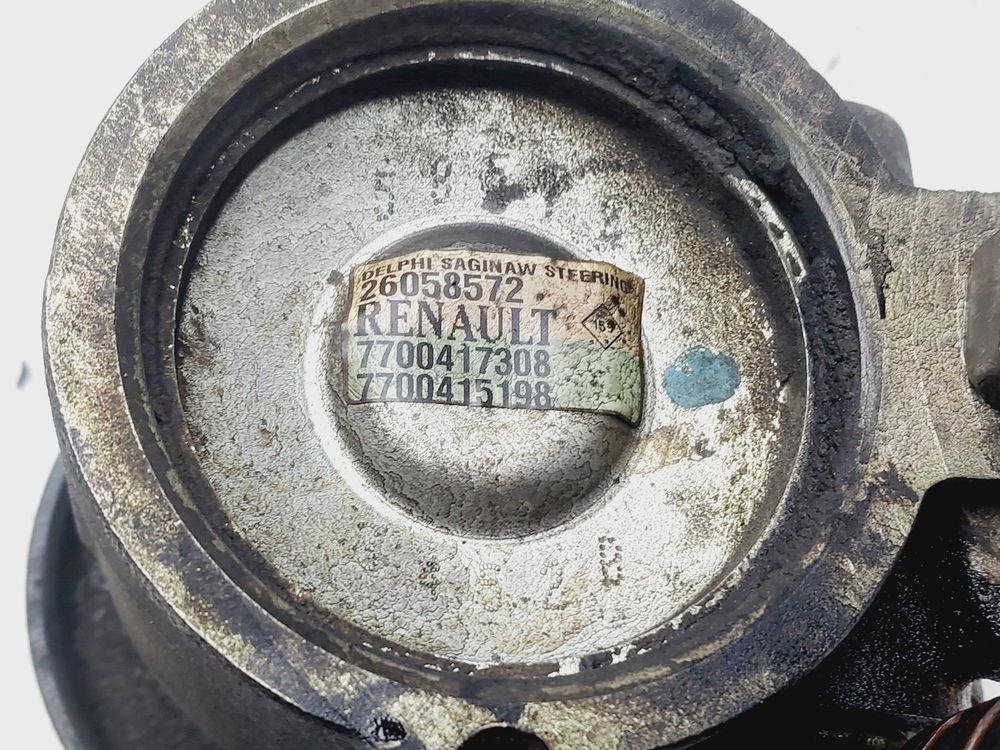 DELPHI SAGINAW STEERING
26058572
RENAULT
7700417308
7700415198